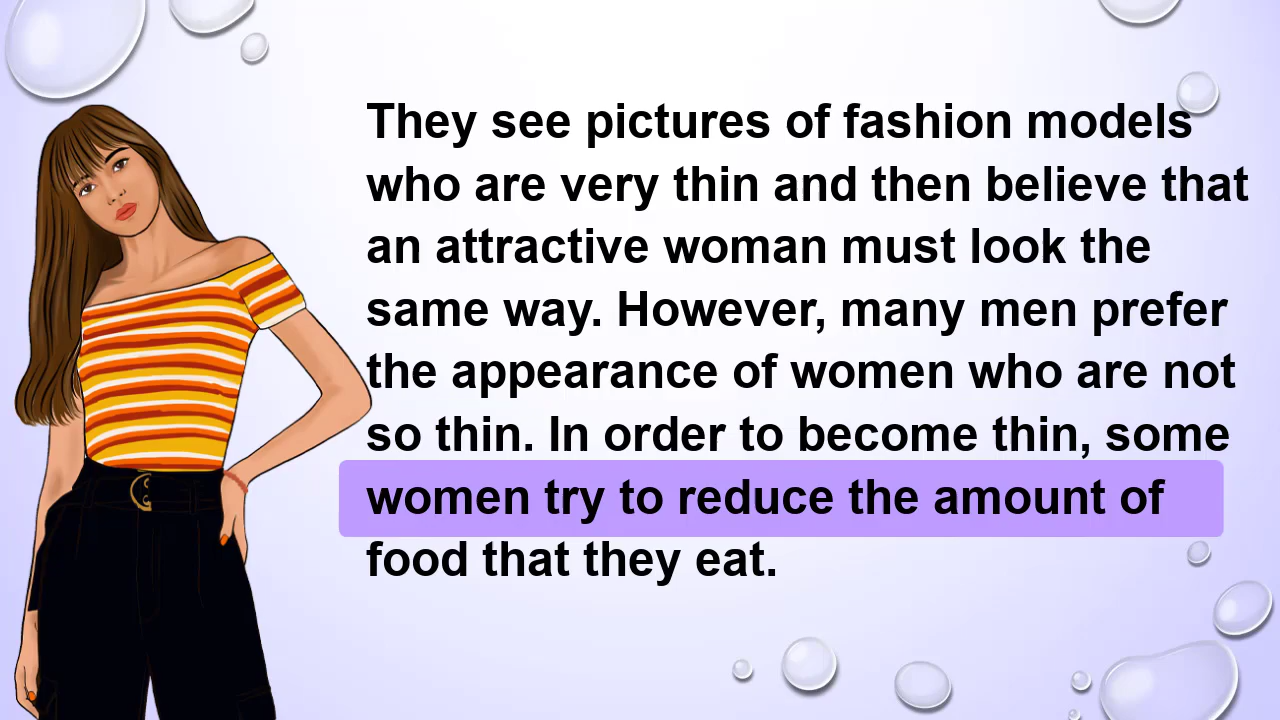 They see pictures of fashion models
who are very thin and then believe that
an attractive woman must look the
same way. However, many men prefer
the appearance of women who are not
so thin. In order to become thin, some
women try to reduce the amount of
food that they eat.